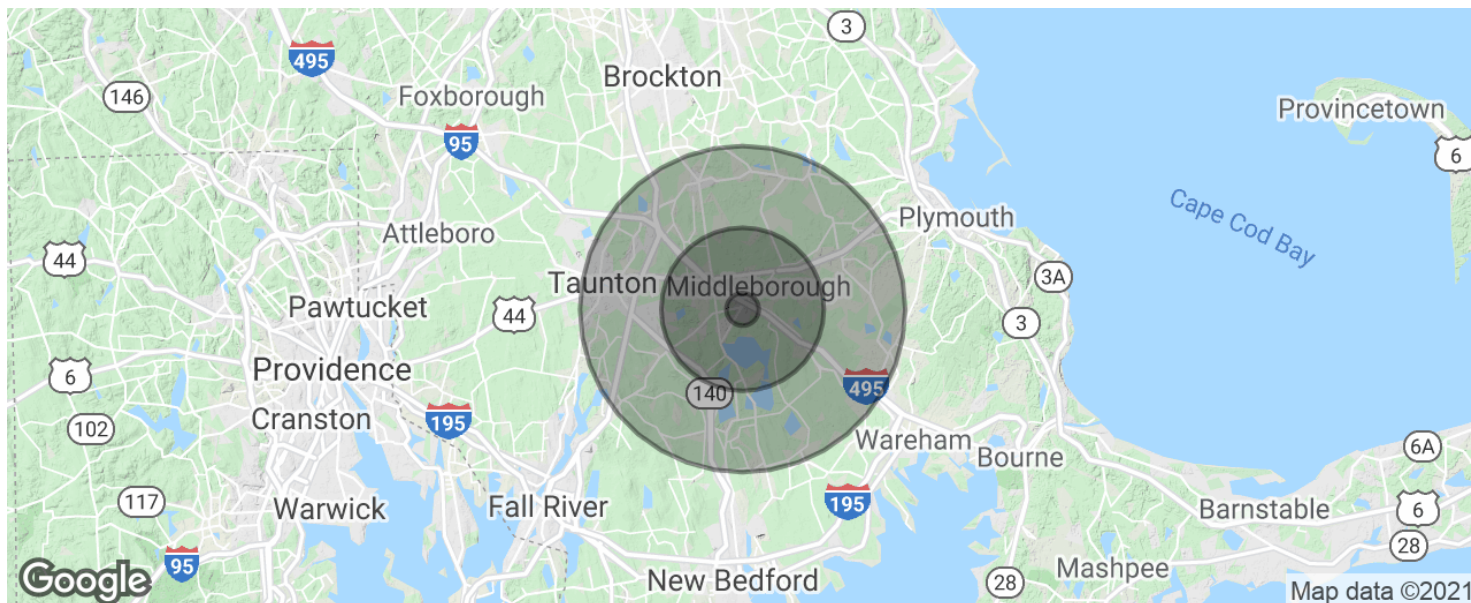 3
495
Brockton
146
Foxborough
Provincetown
95
6
Cape Cod Bay
Plymouth
Attleboro
44
3A
Taunton
Middleborough
Pawtucket
44
3
Providence
6
140
495
Cranston
195
102
Wareham
Bourne
6A
117
Warwick
Fall River
195
Barnstable
6
28
95
Mashpee
Google
New Bedford
28
Map data ©2021